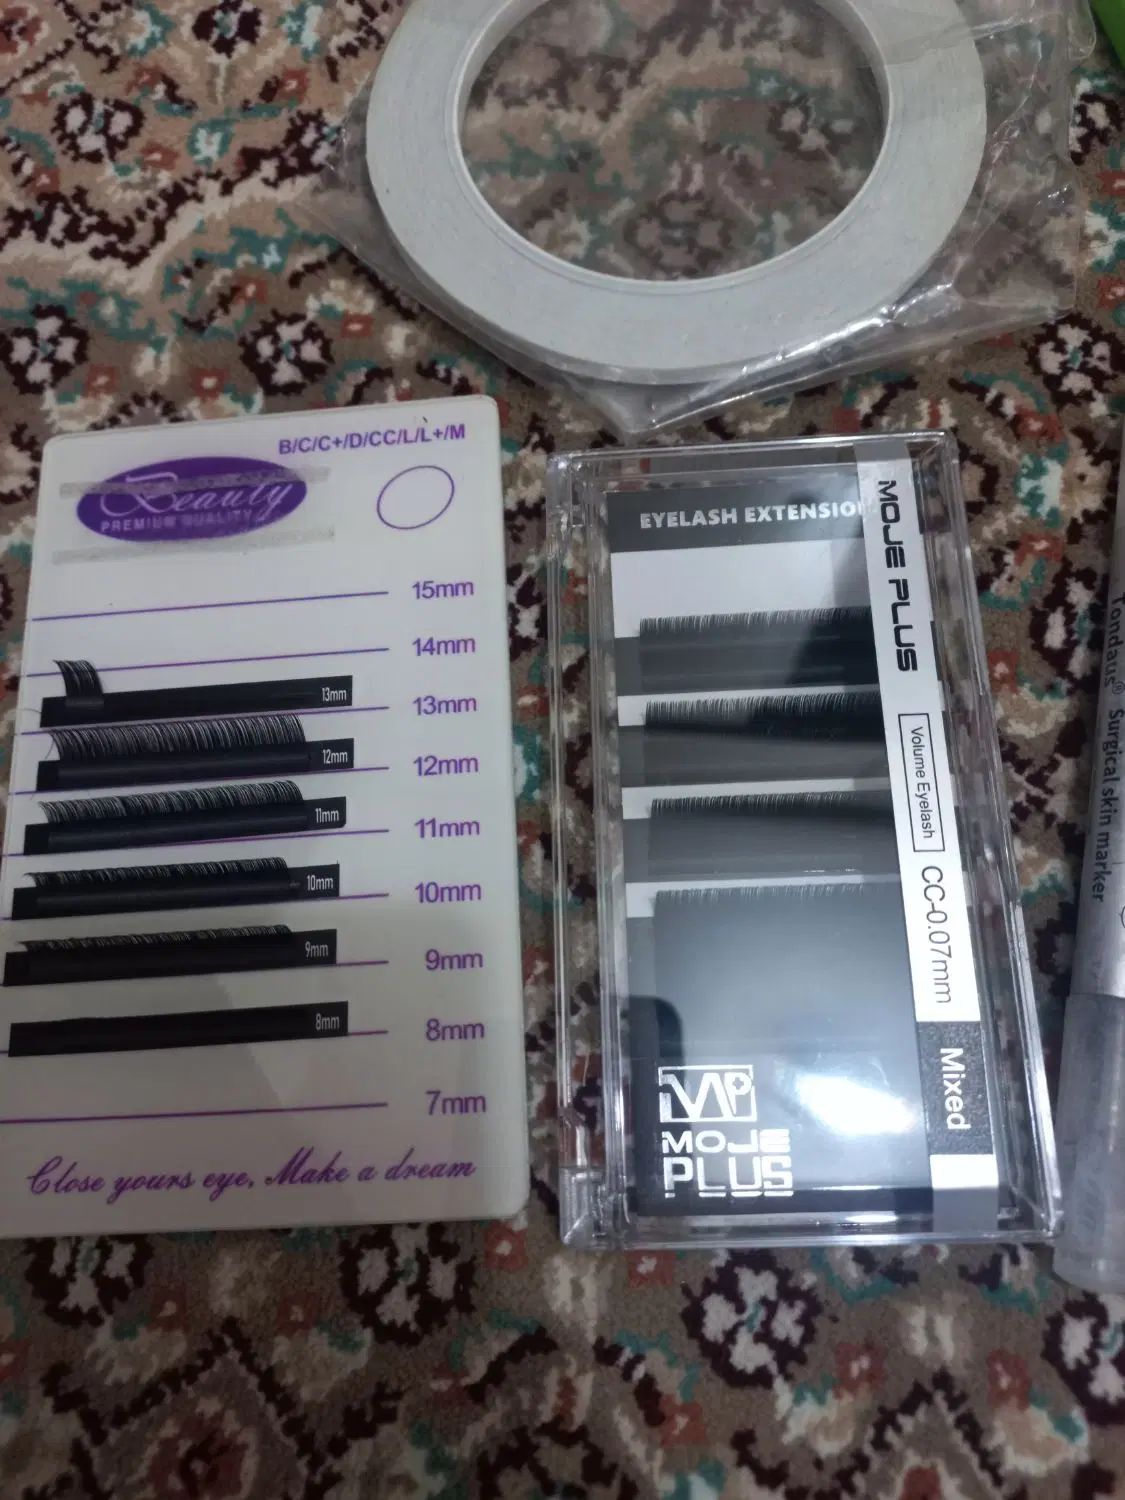 B/C/C+/D/CC/L/L+/M
Beauty
PREMIUM QUALITY
15mm
14mm
13mm
13mm
12mm
12mm
11mm
11mm
10mm
10mm
9mm
9mm
8mm
8mm
7mm
Close yours eye, Make a dream
EYELASH EXTENSIO
MOJE PLUS
Volume Eyelash
CC-0.07mm
Mixed
MOJE
PLUS
Tondaus® Surgical skin marker